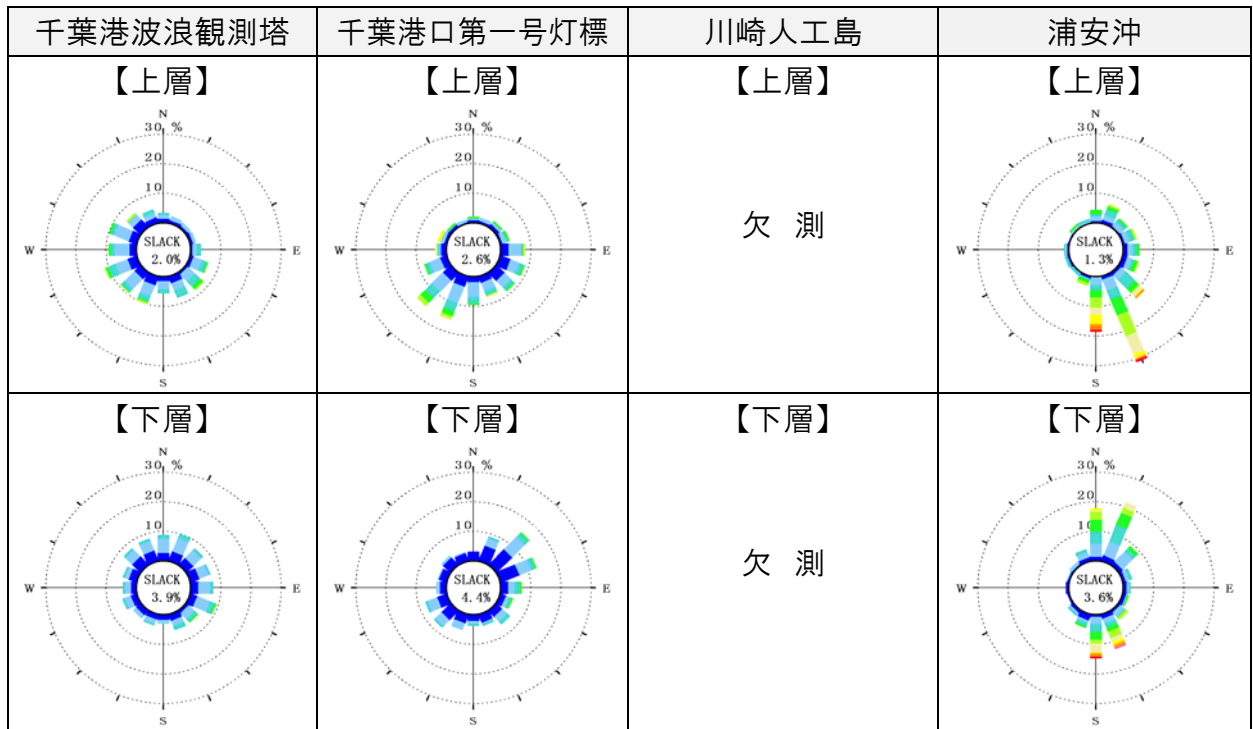 千葉港波浪観測塔 千葉港口第一号灯標 川崎人工島 浦安沖
【上層】 【上層】 【上層】 【上層】
N
30 %
20
10
W
E
S
SLACK
2.0%
N
30 %
20
10
W
E
S
SLACK
2.6%
欠 測
N
30 %
20
10
W
E
S
SLACK
1.3%
【下層】 【下層】 【下層】 【下層】
N
30 %
20
10
W
E
S
SLACK
3.9%
N
30 %
20
10
W
E
S
SLACK
4.4%
欠 測
N
30 %
20
10
W
E
S
SLACK
3.6%